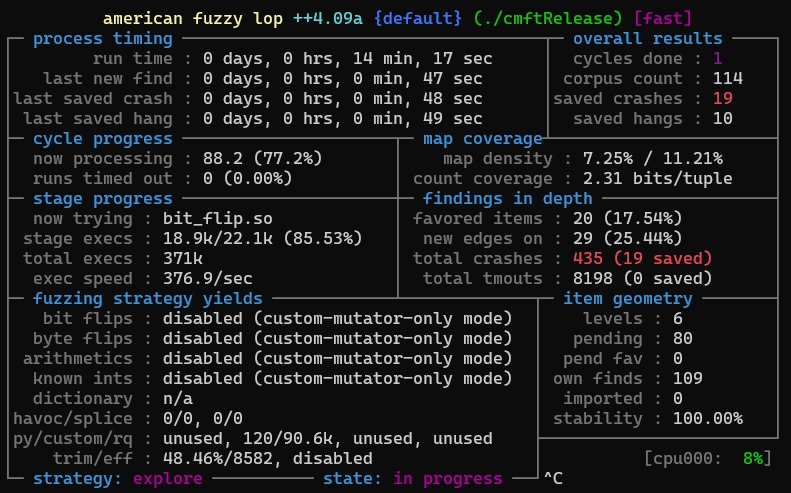 american fuzzy lop ++4.09a {default} (./cmftRelease) [fast]
process timing overall results
run time : 0 days, 0 hrs, 14 min, 17 sec cycles done : 1
last new find : 0 days, 0 hrs, 0 min, 47 sec corpus count : 114
last saved crash : 0 days, 0 hrs, 0 min, 48 sec saved crashes : 19
last saved hang : 0 days, 0 hrs, 0 min, 49 sec saved hangs : 10
cycle progress map coverage
now processing : 88.2 (77.2%) map density : 7.25% / 11.21%
runs timed out : 0 (0.00%) count coverage : 2.31 bits/tuple
stage progress findings in depth
now trying : bit_flip.so favored items : 20 (17.54%)
stage execs : 18.9k/22.1k (85.53%) new edges on : 29 (25.44%)
total execs : 371k total crashes : 435 (19 saved)
exec speed : 376.9/sec total tmouts : 8198 (0 saved)
fuzzing strategy yields item geometry
bit flips : disabled (custom-mutator-only mode) levels : 6
byte flips : disabled (custom-mutator-only mode) pending : 80
arithmetics : disabled (custom-mutator-only mode) pend fav : 0
known ints : disabled (custom-mutator-only mode) own finds : 109
dictionary : n/a imported : 0
havoc/splice : 0/0, 0/0 stability : 100.00%
py/custom/rq : unused, 120/90.6k, unused, unused
trim/eff : 48.46%/8582, disabled [cpu000: 8%]
strategy: explore state: in progress ^C